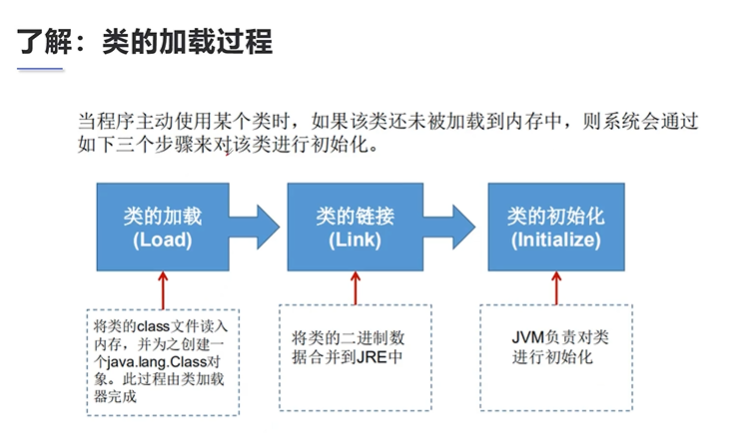 了解：类的加载过程
当程序主动使用某个类时，如果该类还未被加载到内存中，则系统会通过
如下三个步骤来对该类进行初始化。
类的加载
(Load)
类的链接
(Link)
类的初始化
(Initialize)
将类的class文件读入
内存，并为之创建一
个java.lang.Class对
象。此过程由类加载
器完成
将类的二进制数
据合并到JRE中
JVM负责对类
进行初始化